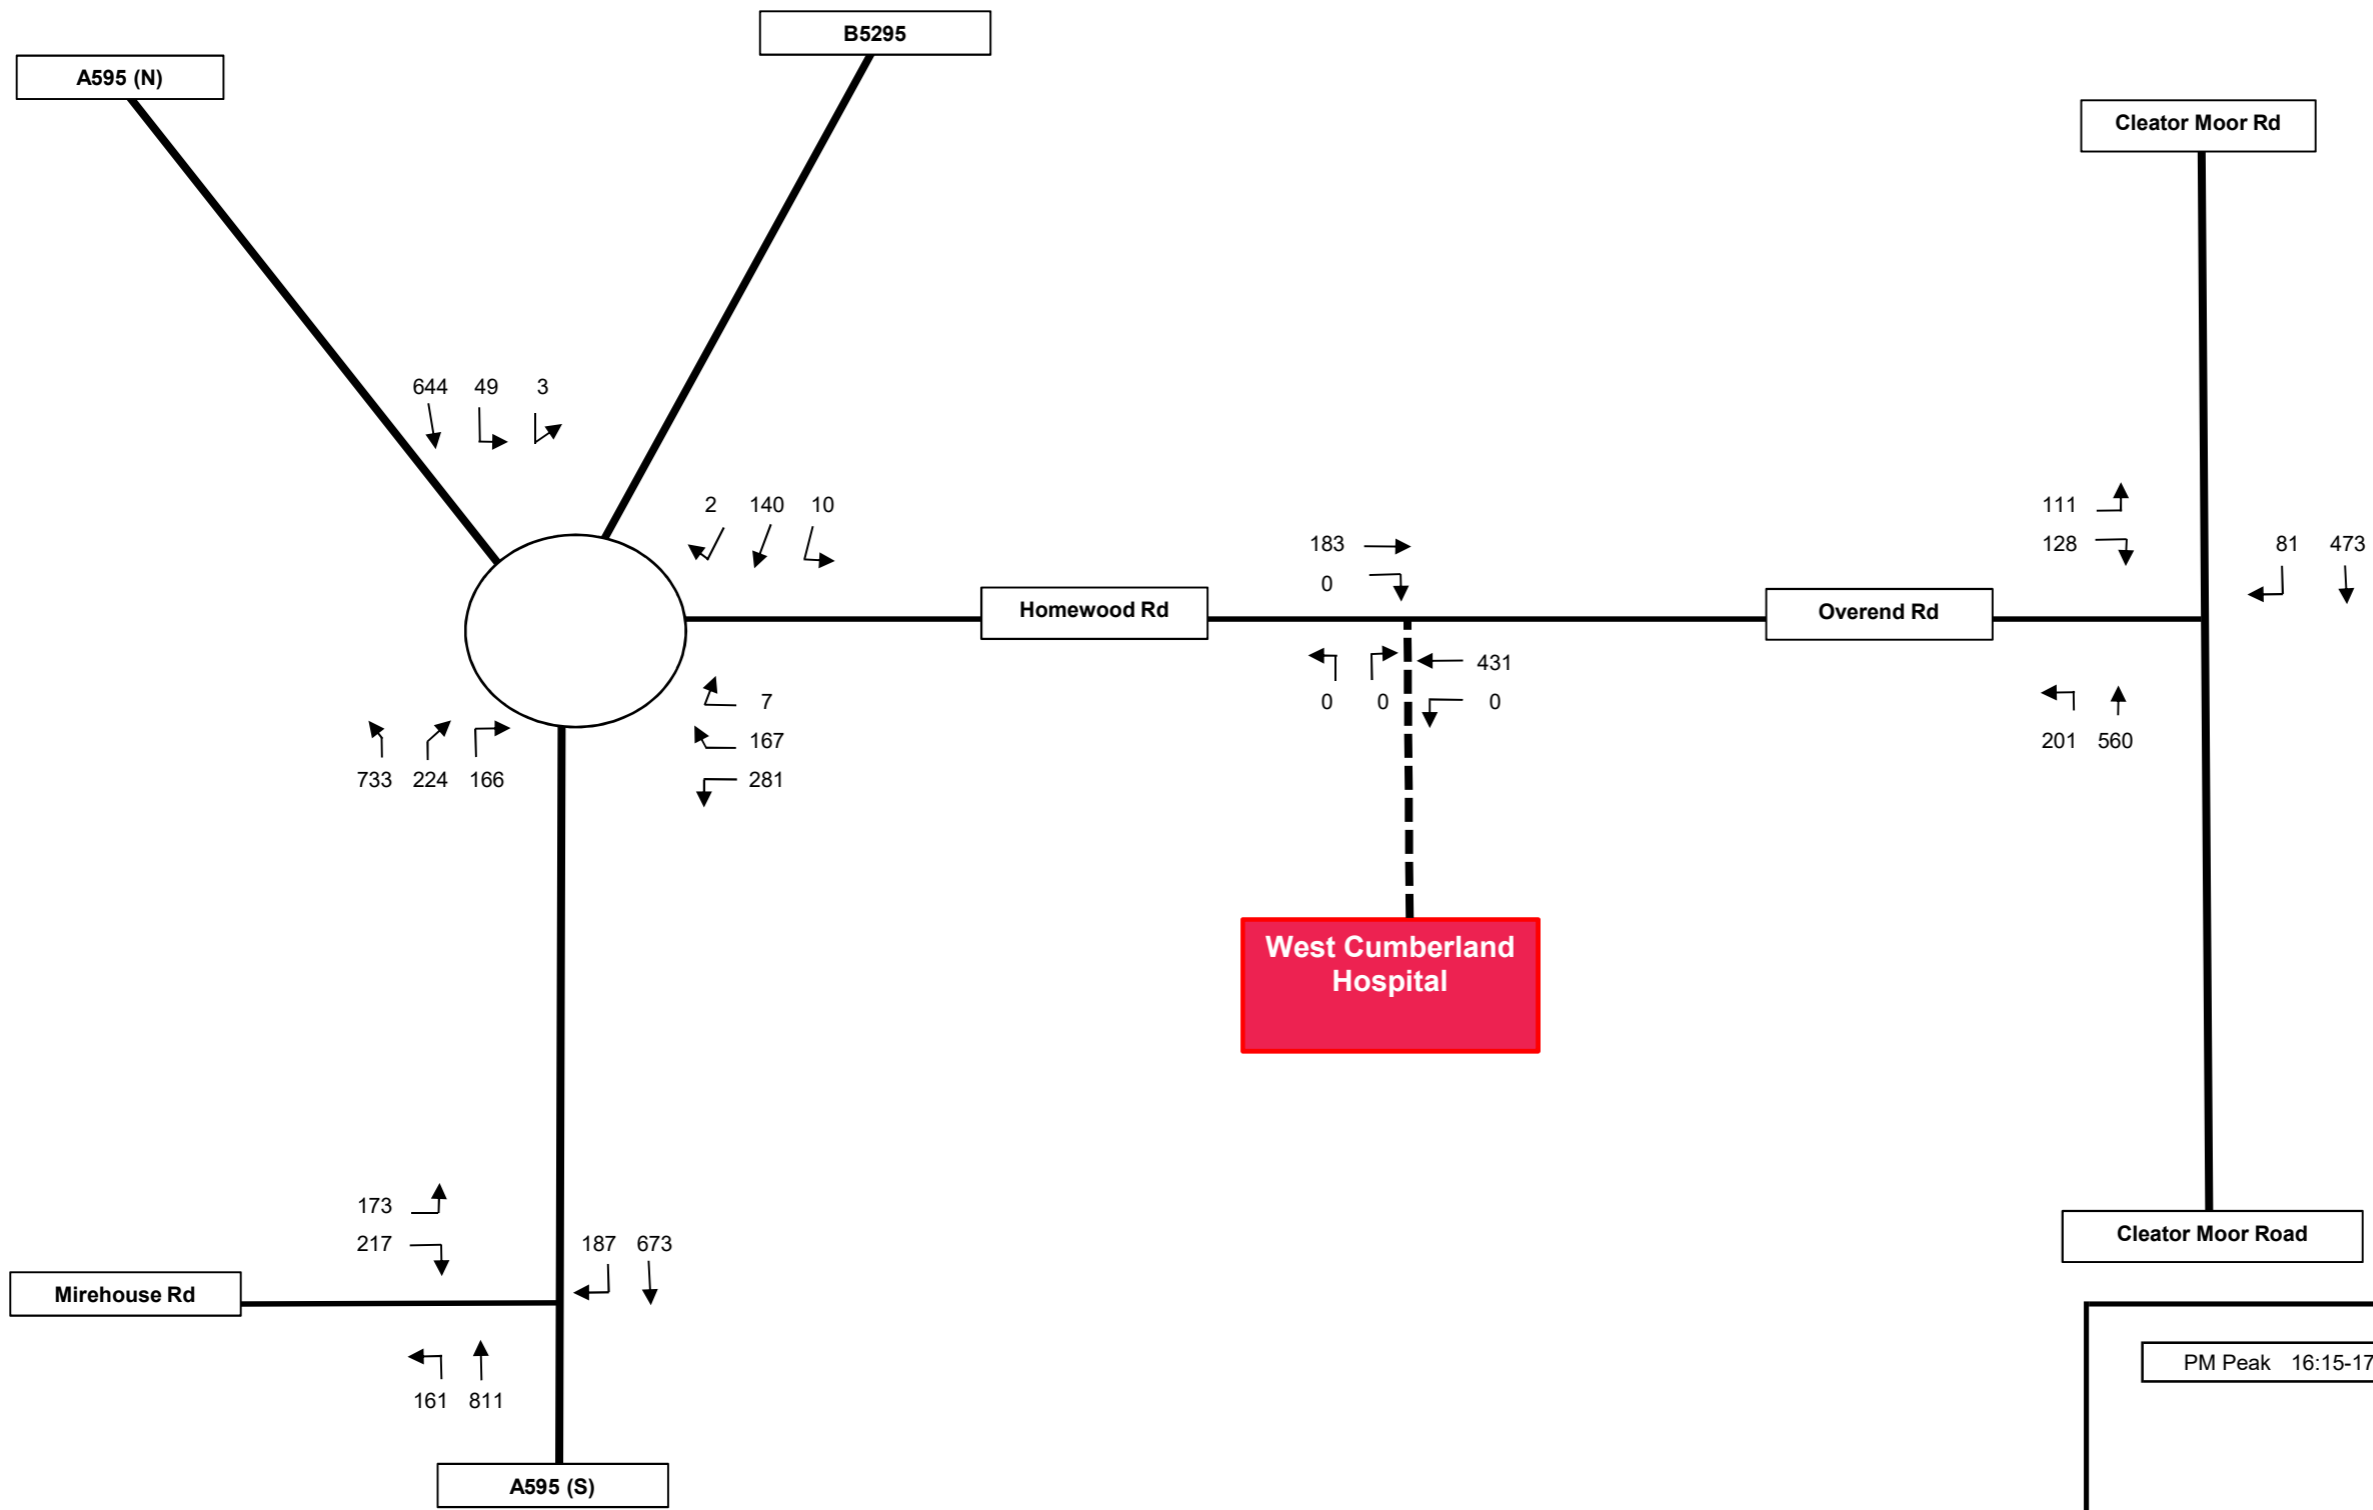 B5295
A595 (N)
Cleator Moor Rd
644 49 3
2 140 10
111
128
183
0
81 473
Homewood Rd
Overend Rd
431
0 0 0
7
167
281
733 224 166
201 560
West Cumberland
Hospital
173
217
187 673
Mirehouse Rd
161 811
A595 (S)
Cleator Moor Road
PM Peak 16:15-17